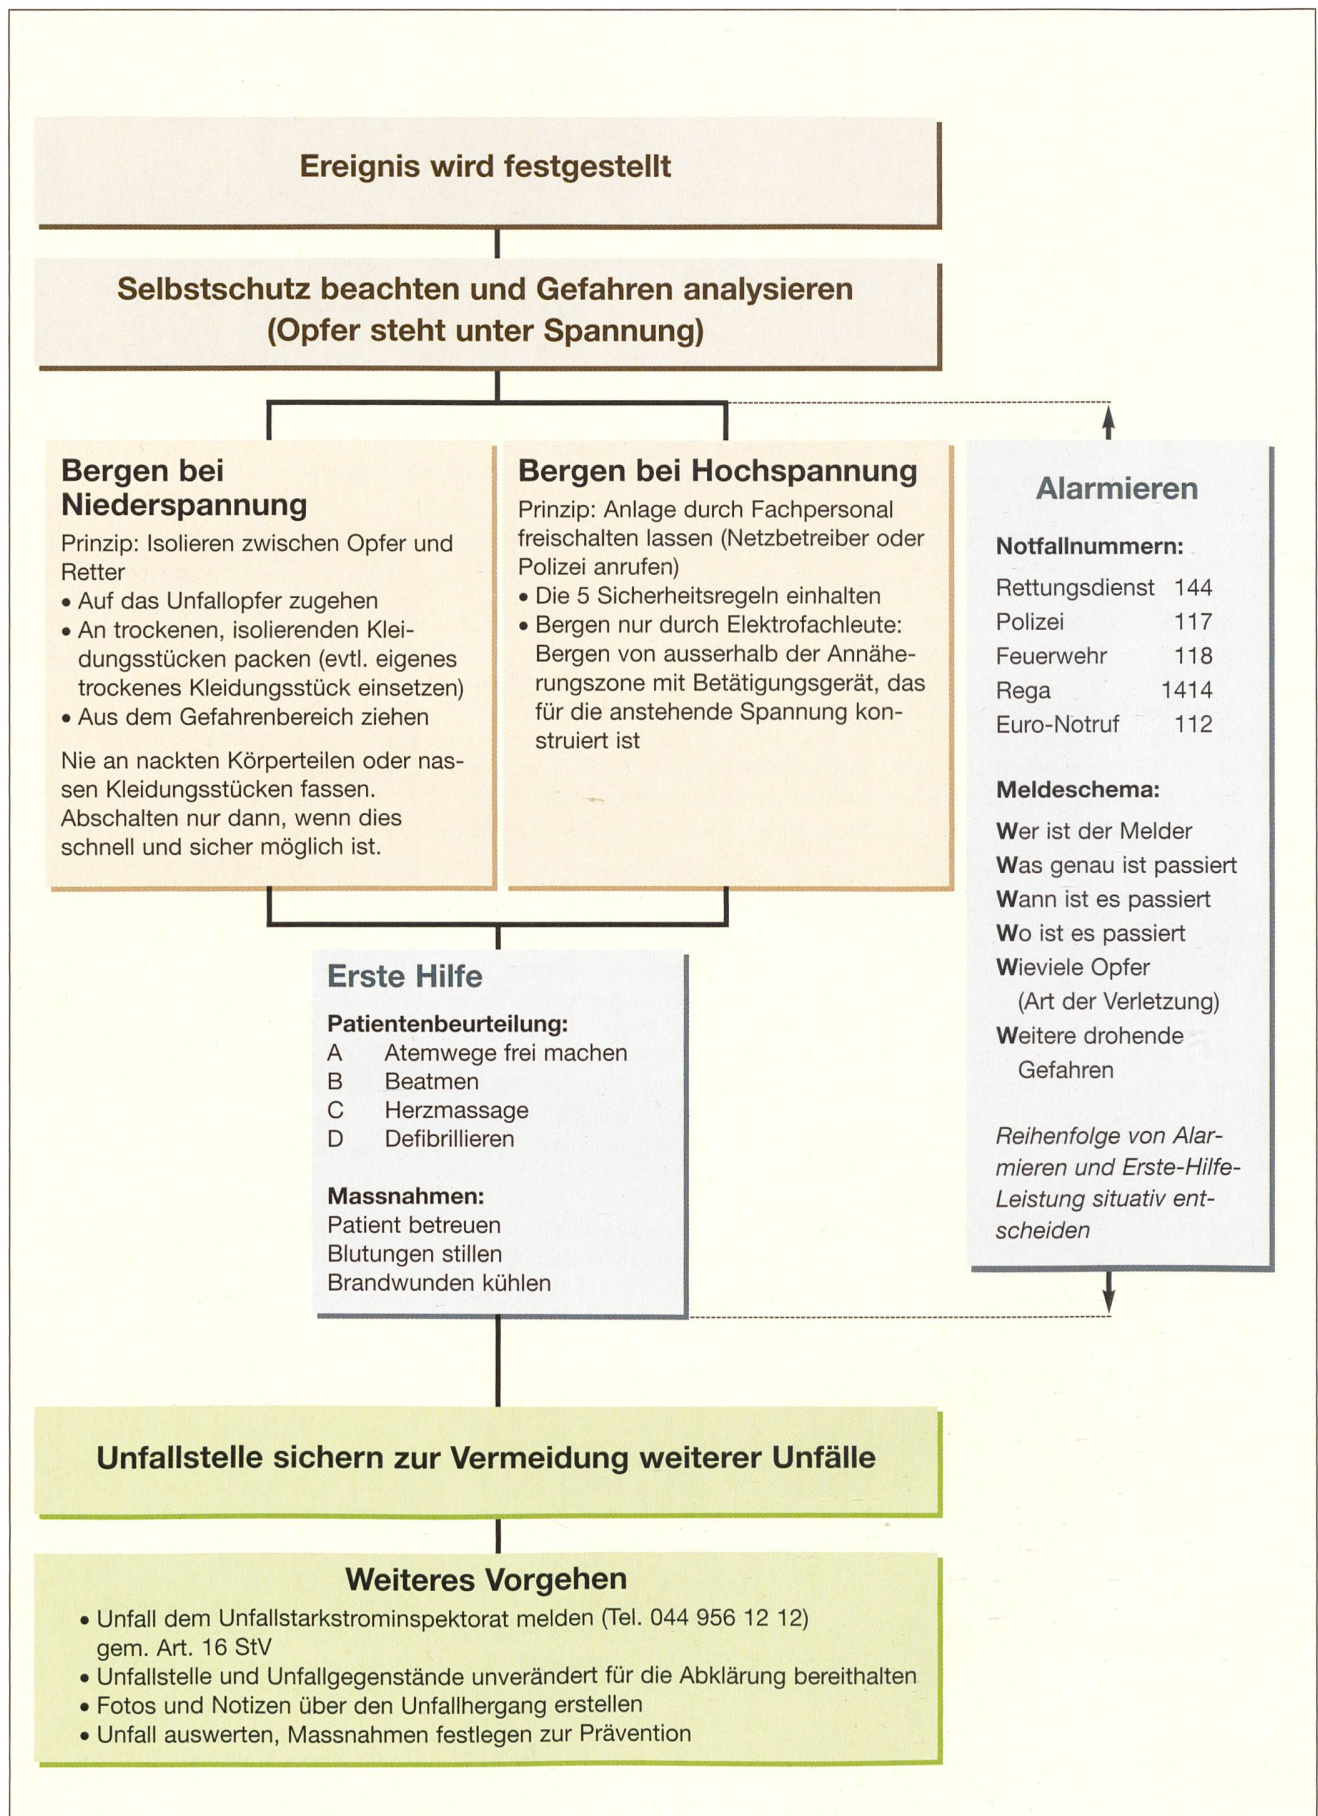 Ereignis wird festgestellt
Selbstschutz beachten und Gefahren analysieren
(Opfer steht unter Spannung)
Bergen bei
Niederspannung
Prinzip: Isolieren zwischen Opfer und
Retter
• Auf das Unfallopfer zugehen
• An trockenen, isolierenden Klei-
dungsstücken packen (evtl. eigenes
trockenes Kleidungsstück einsetzen)
• Aus dem Gefahrenbereich ziehen
Nie an nackten Körperteilen oder nas-
sen Kleidungsstücken fassen.
Abschalten nur dann, wenn dies
schnell und sicher möglich ist.
Bergen bei Hochspannung
Prinzip: Anlage durch Fachpersonal
freischalten lassen (Netzbetreiber oder
Polizei anrufen)
• Die 5 Sicherheitsregeln einhalten
• Bergen nur durch Elektrofachleute:
Bergen von ausserhalb der Annähe-
rungszone mit Betätigungsgerät, das
für die anstehende Spannung kon-
struiert ist
Alarmieren
Notfallnummern:
Rettungsdienst 144
Polizei 117
Feuerwehr 118
Rega 1414
Euro-Notruf 112
Meldeschema:
Wer ist der Melder
Was genau ist passiert
Wann ist es passiert
Wo ist es passiert
Wieviele Opfer
(Art der Verletzung)
Weitere drohende
Gefahren
Reihenfolge von Alar-
mieren und Erste-Hilfe-
Leistung situativ ent-
scheiden
Erste Hilfe
Patientenbeurteilung:
A Atemwege frei machen
B Beatmen
C Herzmassage
D Defibrillieren
Massnahmen:
Patient betreuen
Blutungen stillen
Brandwunden kühlen
Unfallstelle sichern zur Vermeidung weiterer Unfälle
Weiteres Vorgehen
• Unfall dem Unfallstarkstrominspektorat melden (Tel. 044 956 12 12)
gem. Art. 16 StV
• Unfallstelle und Unfallgegenstände unverändert für die Abklärung bereithalten
• Fotos und Notizen über den Unfallhergang erstellen
• Unfall auswerten, Massnahmen festlegen zur Prävention